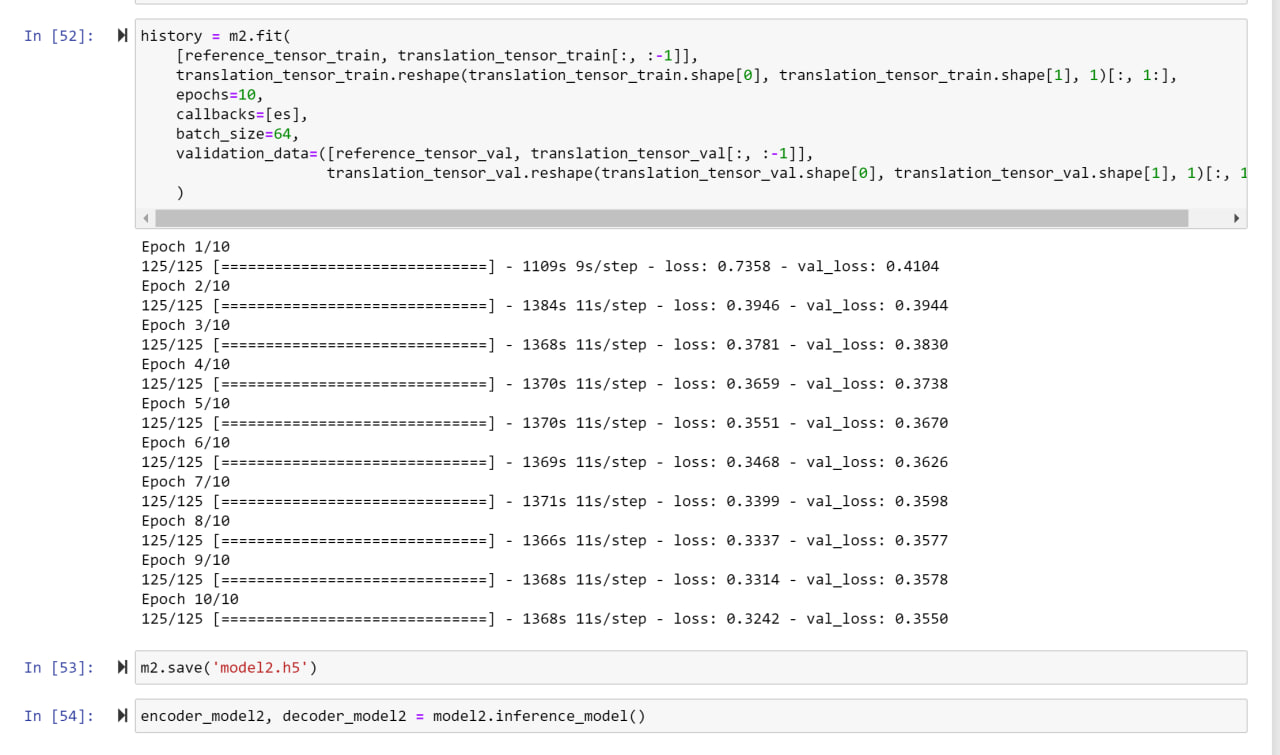 In [52]:
history = m2.fit(
    [reference_tensor_train, translation_tensor_train[:, :-1]],
    translation_tensor_train.reshape(translation_tensor_train.shape[0], translation_tensor_train.shape[1], 1)[:, 1:],
    epochs=10,
    callbacks=[es],
    batch_size=64,
    validation_data=([reference_tensor_val, translation_tensor_val[:, :-1]],
                     translation_tensor_val.reshape(translation_tensor_val.shape[0], translation_tensor_val.shape[1], 1)[:, 1
    )
Epoch 1/10
125/125 [==============================] - 1109s 9s/step - loss: 0.7358 - val_loss: 0.4104
Epoch 2/10
125/125 [==============================] - 1384s 11s/step - loss: 0.3946 - val_loss: 0.3944
Epoch 3/10
125/125 [==============================] - 1368s 11s/step - loss: 0.3781 - val_loss: 0.3830
Epoch 4/10
125/125 [==============================] - 1370s 11s/step - loss: 0.3659 - val_loss: 0.3738
Epoch 5/10
125/125 [==============================] - 1370s 11s/step - loss: 0.3551 - val_loss: 0.3670
Epoch 6/10
125/125 [==============================] - 1369s 11s/step - loss: 0.3468 - val_loss: 0.3626
Epoch 7/10
125/125 [==============================] - 1371s 11s/step - loss: 0.3399 - val_loss: 0.3598
Epoch 8/10
125/125 [==============================] - 1366s 11s/step - loss: 0.3337 - val_loss: 0.3577
Epoch 9/10
125/125 [==============================] - 1368s 11s/step - loss: 0.3314 - val_loss: 0.3578
Epoch 10/10
125/125 [==============================] - 1368s 11s/step - loss: 0.3242 - val_loss: 0.3550
In [53]:
m2.save('model2.h5')
In [54]:
encoder_model2, decoder_model2 = model2.inference_model()